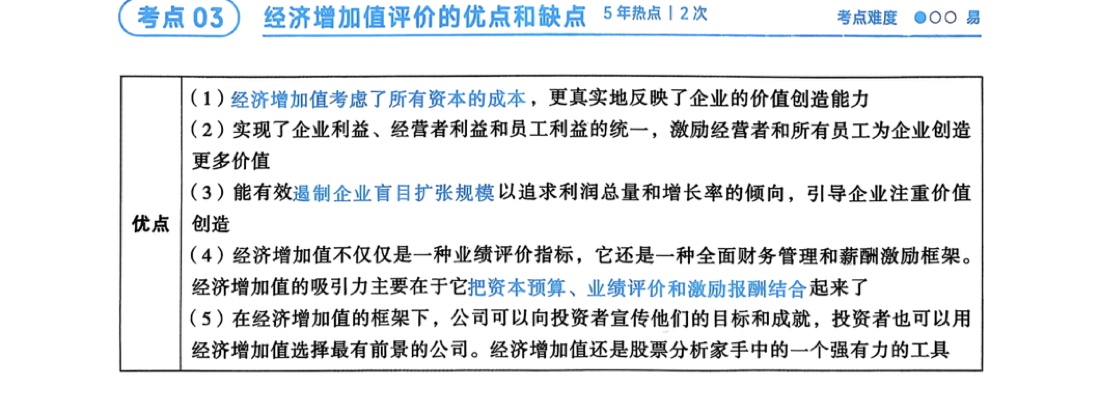 考点 03 经济增加值评价的优点和缺点 5年热点|2次 考点难度 易
(1)经济增加值考虑了所有资本的成本，更真实地反映了企业的价值创造能力
(2)实现了企业利益、经营者利益和员工利益的统一，激励经营者和所有员工为企业创造
更多价值
(3)能有效遏制企业盲目扩张规模以追求利润总量和增长率的倾向，引导企业注重价值
优点 创造
(4)经济增加值不仅仅是一种业绩评价指标，它还是一种全面财务管理和薪酬激励框架。
经济增加值的吸引力主要在于它把资本预算、业绩评价和激励报酬结合起来了
(5)在经济增加值的框架下，公司可以向投资者宣传他们的目标和成就，投资者也可以用
经济增加值选择最有前景的公司。经济增加值还是股票分析家手中的一个强有力的工具